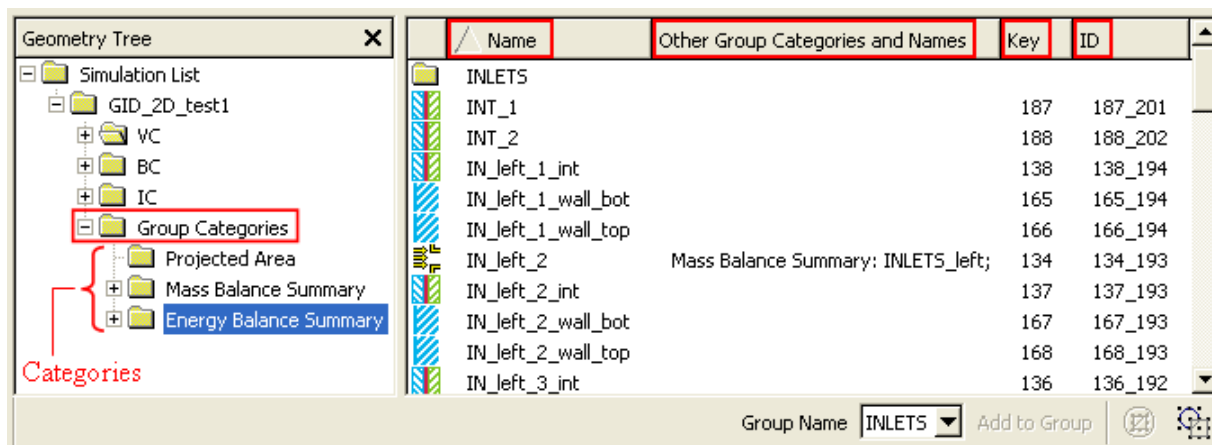 Geometry Tree
Simulation List
GID_2D_test1
VC
BC
IC
Group Categories
Projected Area
Mass Balance Summary
Energy Balance Summary
Categories
Name Other Group Categories and Names Key ID
INLETS
INT_1 187 187_201
INT_2 188 188_202
IN_left_1_int 138 138_194
IN_left_1_wall_bot 165 165_194
IN_left_1_wall_top 166 166_194
IN_left_2 Mass Balance Summary: INLETS_left; 134 134_193
IN_left_2_int 137 137_193
IN_left_2_wall_bot 167 167_193
IN_left_2_wall_top 168 168_193
IN_left_3_int 136 136_192
Group Name INLETS Add to Group